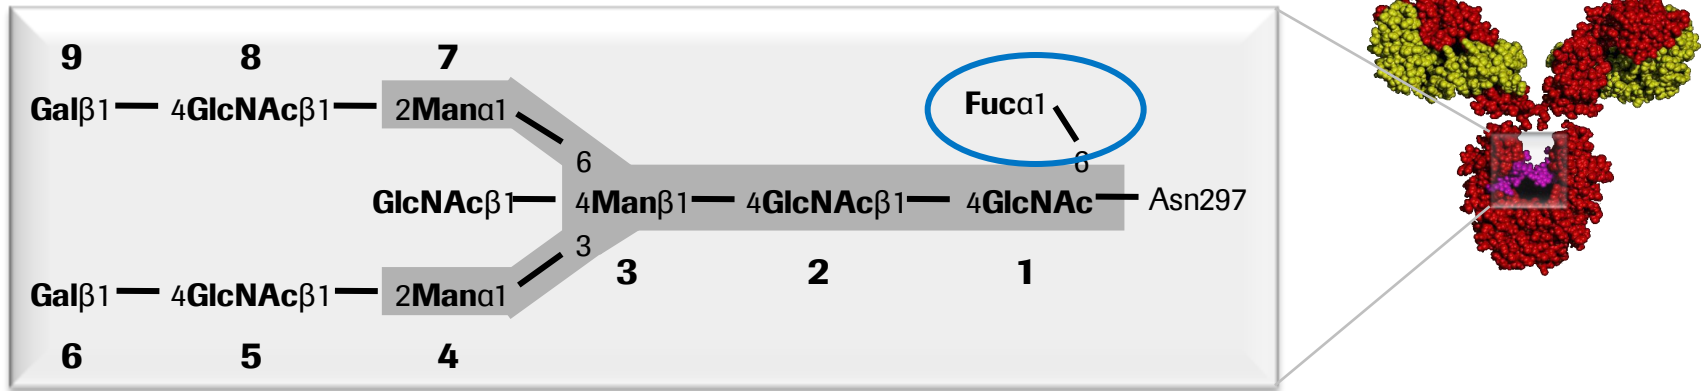 9 8 7
Galβ1 4GlcNAcβ1 2Manα1 Fucα1
6 6
GlcNAcβ1 4Manβ1 4GlcNAcβ1 4GlcNAc Asn297
3
3 2 1
Galβ1 4GlcNAcβ1 2Manα1
6 5 4